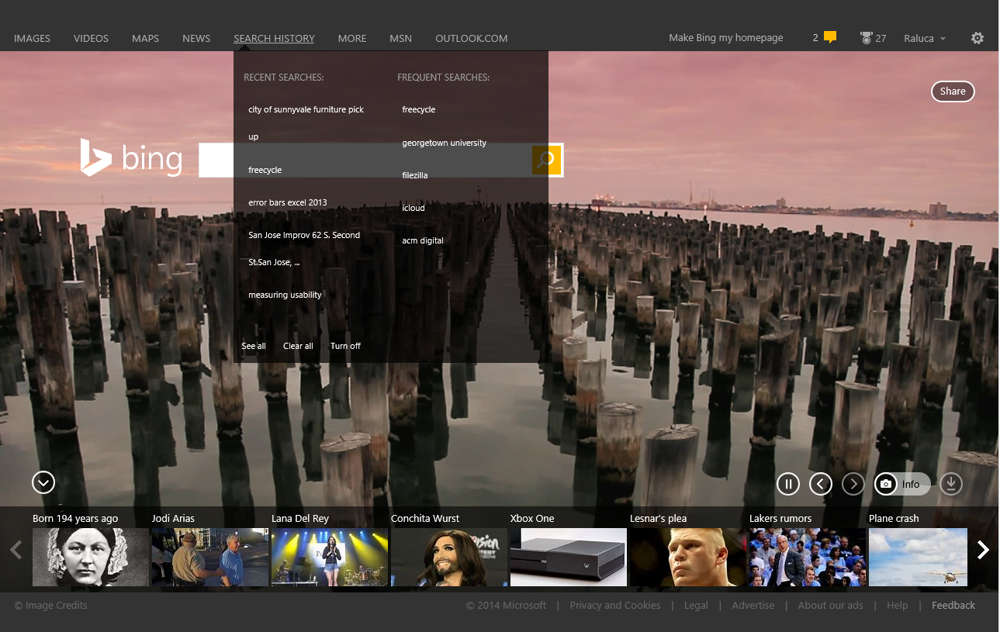 IMAGES VIDEOS MAPS NEWS SEARCH HISTORY MORE MSN OUTLOOK.COM Make Bing my homepage 2 27 Raluca
RECENT SEARCHES: FREQUENT SEARCHES:
Share
city of sunnyvale furniture pick
up
freecycle
error bars excel 2013
San Jose Improv 62 S. Second
St.San Jose, ...
measuring usability
freecycle
georgetown university
filezilla
icloud
acm digital
See all Clear all Turn off
bing
Info
Born 194 years ago Jodi Arias Lana Del Rey Conchita Wurst Xbox One Lesnar's plea Lakers rumors Plane crash
© Image Credits © 2014 Microsoft | Privacy and Cookies | Legal | Advertise | About our ads | Help | Feedback